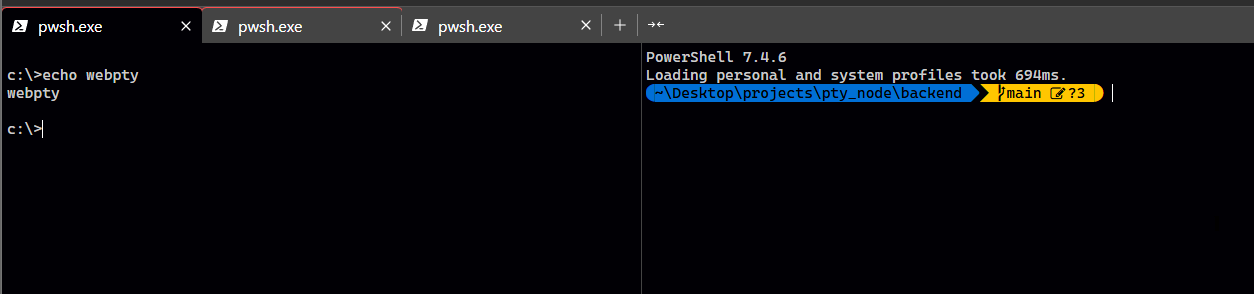 pwsh.exe
pwsh.exe
pwsh.exe
c:\>echo webpty
webpty
c:\>
PowerShell 7.4.6
Loading personal and system profiles took 694ms.
~\Desktop\projects\pty_node\backend main ?3